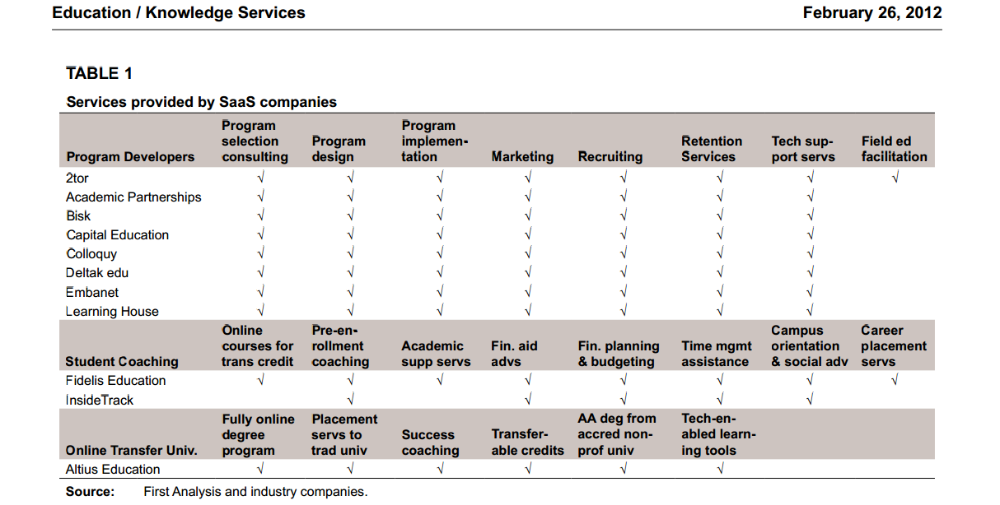 Education / Knowledge Services February 26, 2012
TABLE 1
Services provided by SaaS companies
Program Developers Program selection consulting Program design Program implemen- tation Marketing Recruiting Retention Services Tech sup- port servs Field ed facilitation
2tor √ √ √ √ √ √ √ √
Academic Partnerships √ √ √ √ √ √ √
Bisk √ √ √ √ √ √ √
Capital Education √ √ √ √ √ √ √
Colloquy √ √ √ √ √ √ √
Deltak edu √ √ √ √ √ √ √
Embanet √ √ √ √ √ √ √
Learning House √ √ √ √ √ √ √
Student Coaching Online courses for trans credit Pre-en- rollment coaching Academic supp servs Fin. aid advs Fin. planning & budgeting Time mgmt assistance Campus orientation & social adv Career placement servs
Fidelis Education √ √ √ √ √ √ √ √
InsideTrack √ √ √ √ √
Online Transfer Univ. Fully online degree program Placement servs to trad univ Success coaching Transfer- able credits AA deg from accred non- prof univ Tech-en- abled learn- ing tools
Altius Education √ √ √ √ √ √
Source: First Analysis and industry companies.